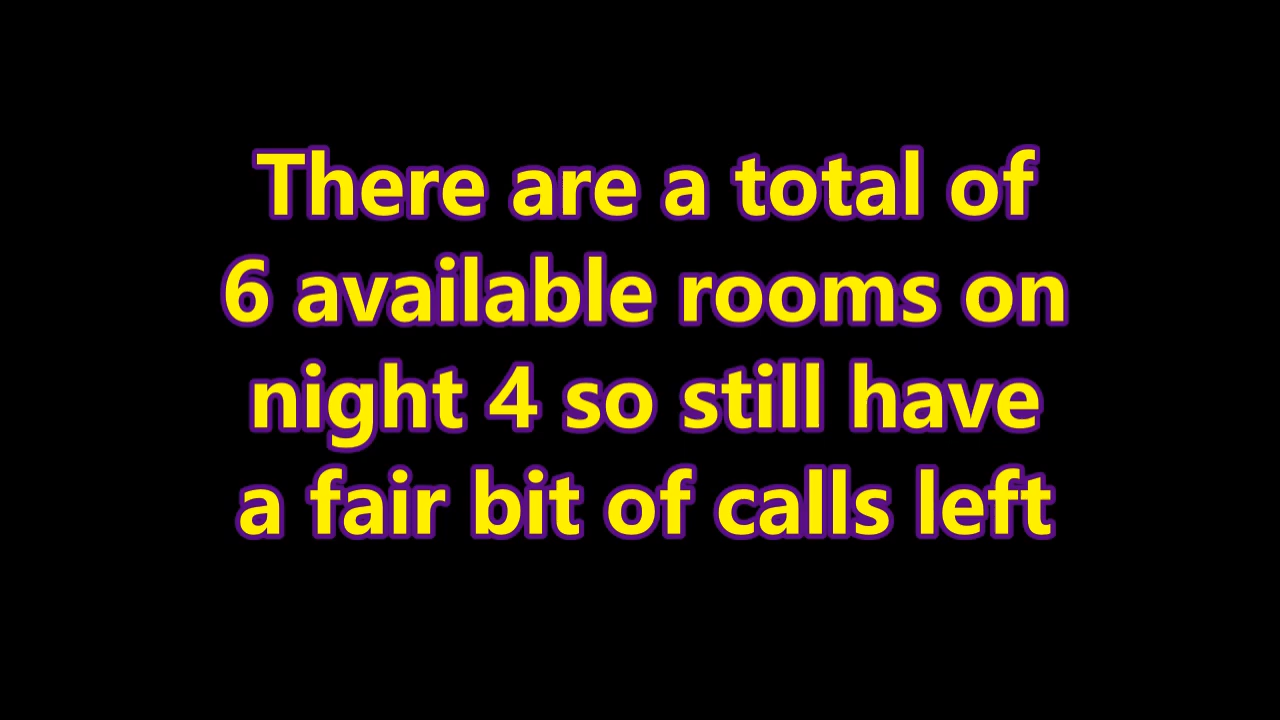 There are a total of
6 available rooms on
night 4 so still have
a fair bit of calls left